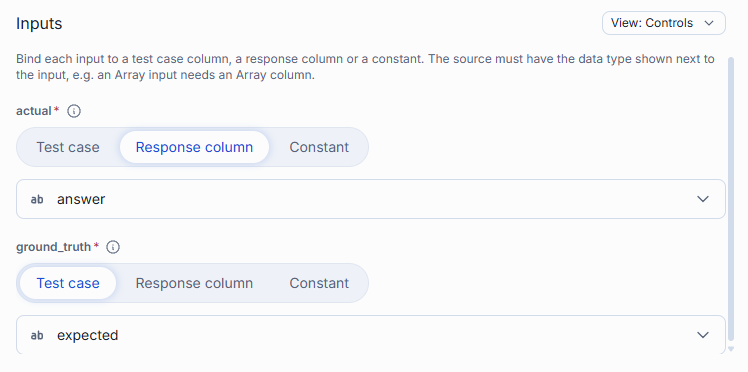 Inputs
View: Controls
Bind each input to a test case column, a response column or a constant. The source must have the data type shown next to
the input, e.g. an Array input needs an Array column.
actual*
Test case Response column Constant
ab answer
ground_truth*
Test case Response column Constant
ab expected